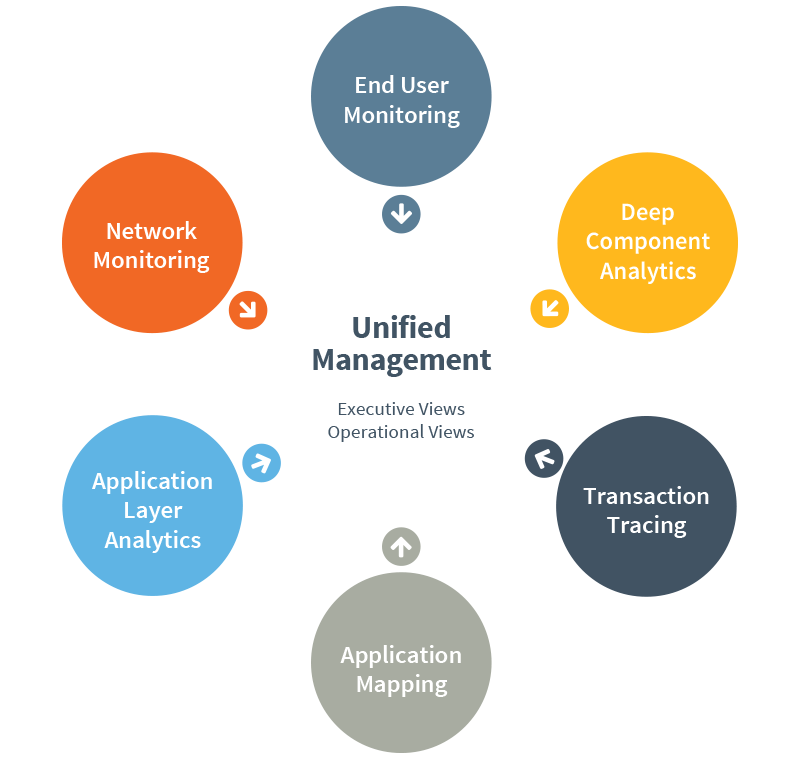 End User
Monitoring
Network
Monitoring
Deep
Component
Analytics
Unified
Management
Executive Views
Operational Views
Application
Layer
Analytics
Transaction
Tracing
Application
Mapping